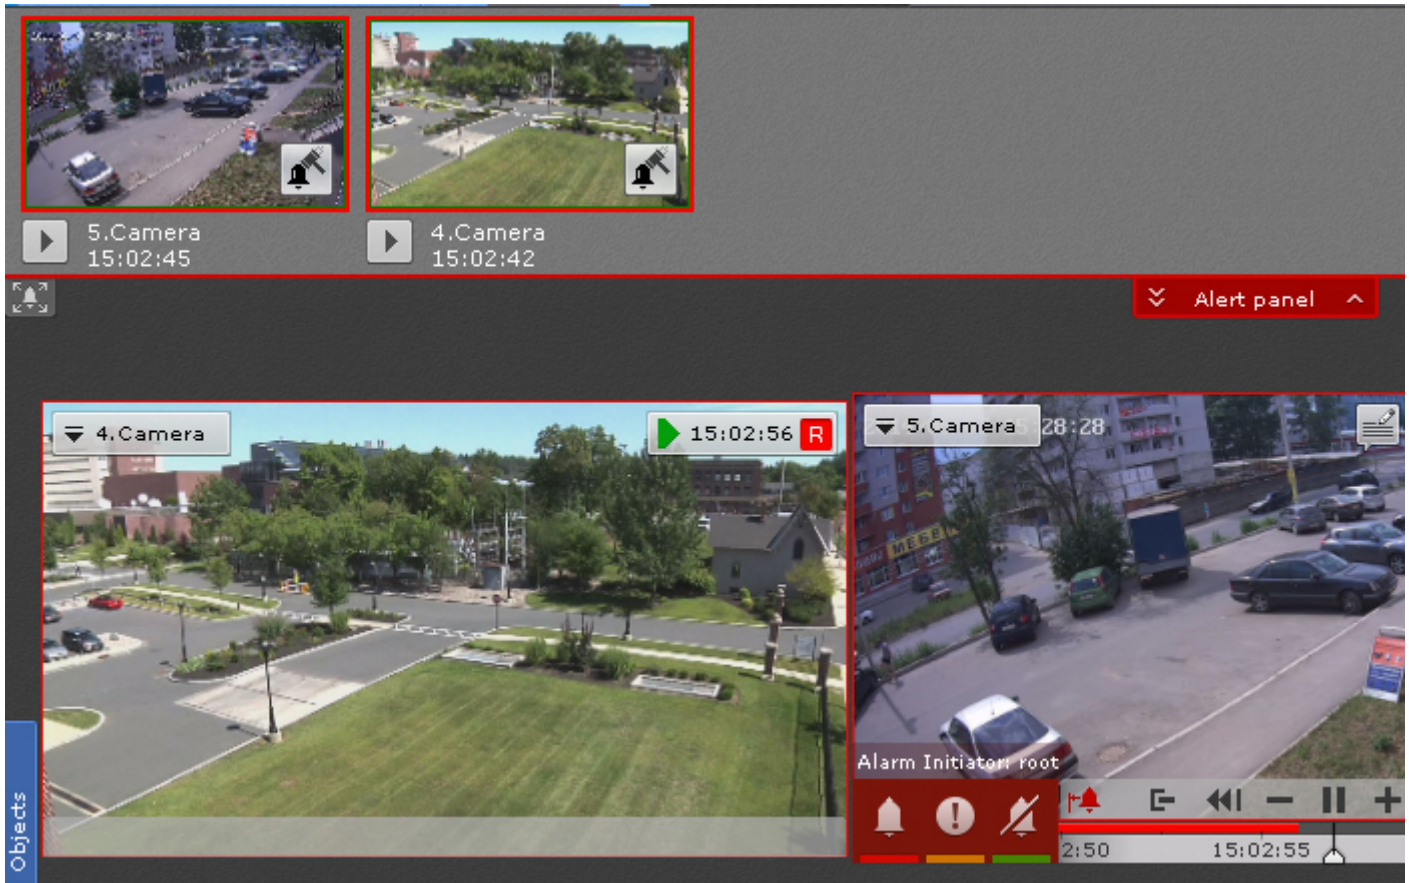 5.Camera
15:02:45
4.Camera
15:02:42
Alert panel
4.Camera
15:02:56 R
5.Camera
28:28
МЕБЕ
Alarm Initiator: root
2:50
15:02:55
Objects